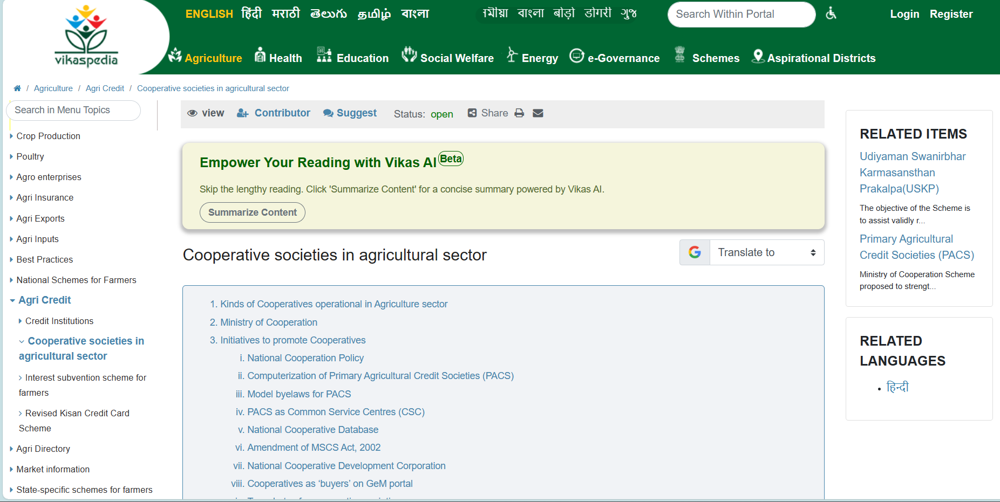 ENGLISH हिंदी मराठी తెలుగు தமிழ் বাংলা
বাংলা बोड़ो डोगरी
Search Within Portal
Login Register
vikaspedia
Agriculture Health Education Social Welfare Energy e-Governance Schemes Aspirational Districts
/ Agriculture / Agri Credit / Cooperative societies in agricultural sector
Search in Menu Topics
Crop Production
Poultry
Agro enterprises
Agri Insurance
Agri Exports
Agri Inputs
Best Practices
National Schemes for Farmers
Agri Credit
Credit Institutions
Cooperative societies in
agricultural sector
Interest subvention scheme for
farmers
Revised Kisan Credit Card
Scheme
Agri Directory
Market information
State-specific schemes for farmers
view Contributor Suggest Status: open Share
Empower Your Reading with Vikas AI Beta
Skip the lengthy reading. Click 'Summarize Content' for a concise summary powered by Vikas AI.
Summarize Content
Cooperative societies in agricultural sector
Translate to
1. Kinds of Cooperatives operational in Agriculture sector
2. Ministry of Cooperation
3. Initiatives to promote Cooperatives
i. National Cooperation Policy
ii. Computerization of Primary Agricultural Credit Societies (PACS)
iii. Model byelaws for PACS
iv. PACS as Common Service Centres (CSC)
v. National Cooperative Database
vi. Amendment of MSCS Act, 2002
vii. National Cooperative Development Corporation
viii. Cooperatives as ‘buyers’ on GeM portal
RELATED ITEMS
Udiyaman Swanirbhar
Karmasansthan
Prakalpa(USKP)
The objective of the Scheme is
to assist validly r...
Primary Agricultural
Credit Societies (PACS)
Ministry of Cooperation Scheme
proposed to strengt...
RELATED
LANGUAGES
• हिन्दी